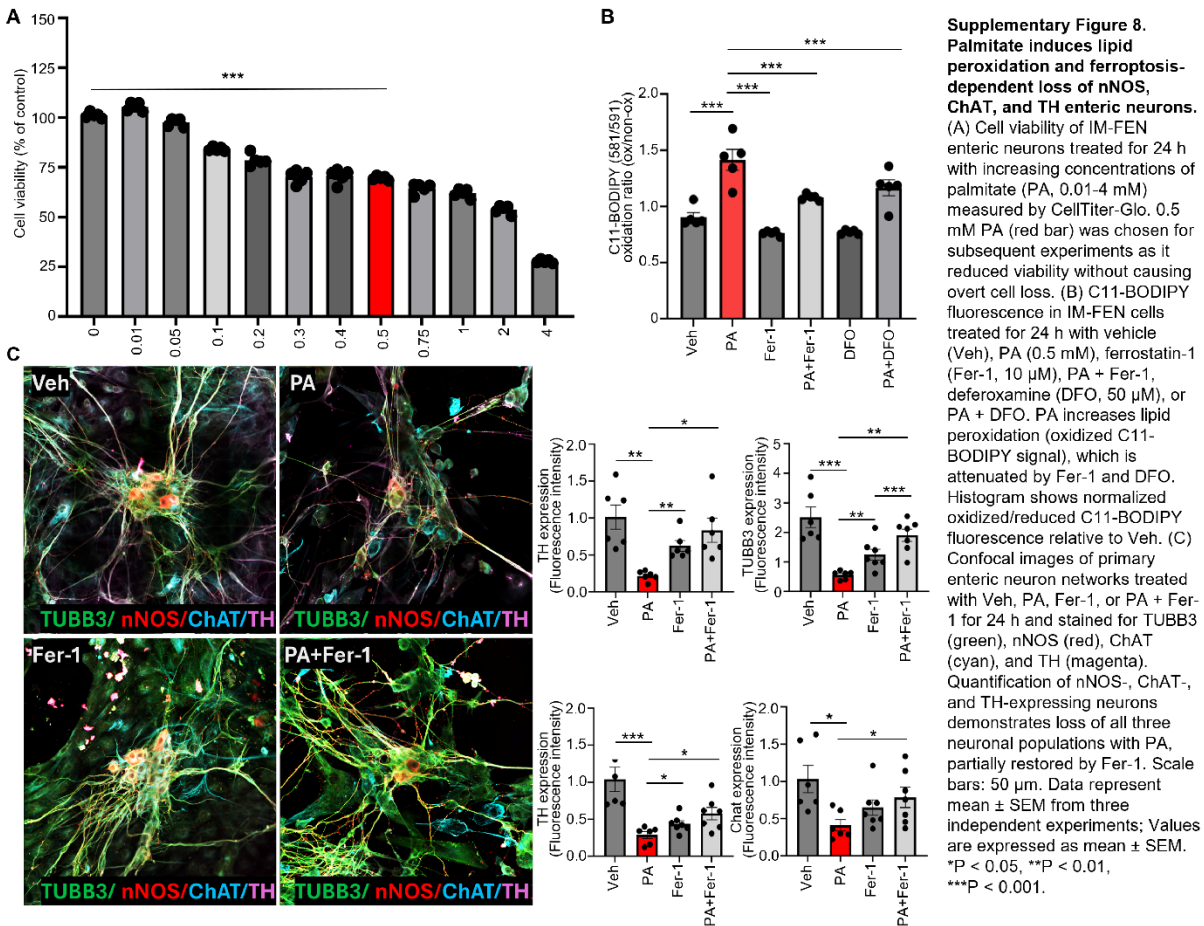 A
Cell viability (% of control)
150
125
100
75
50
25
0
***
0
0.01
0.05
0.1
0.2
0.3
0.4
0.5
0.75
1
2
4
B
C11-BODIPY (581/591)
oxidation ratio (ox/non-ox)
2.0
1.5
1.0
0.5
0.0
***
***
***
***
Veh
PA
Fer-1
PA+Fer-1
DFO
PA+DFO
C
Veh
TUBB3/ nNOS/ChAT/TH
PA
TUBB3/ nNOS/ChAT/TH
Fer-1
TUBB3/ nNOS/ChAT/TH
PA+Fer-1
TUBB3/ nNOS/ChAT/TH
TH expression
(Fluorescence intensity)
2.0
1.5
1.0
0.5
0.0
*
**
**
Veh
PA
Fer-1
PA+Fer-1
TUBB3 expression
(Fluorescence intensity)
5
4
3
2
1
0
**
***
***
**
Veh
PA
Fer-1
PA+Fer-1
TH expression
(Fluorescence intensity)
2.0
1.5
1.0
0.5
0.0
***
*
*
Veh
PA
Fer-1
PA+Fer-1
Chat expression
(Fluorescence intensity)
2.0
1.5
1.0
0.5
0.0
*
*
Veh
PA
Fer-1
PA+Fer-1
Supplementary Figure 8.
Palmitate induces lipid
peroxidation and ferroptosis-
dependent loss of nNOS,
ChAT, and TH enteric neurons.
(A) Cell viability of IM-FEN
enteric neurons treated for 24 h
with increasing concentrations of
palmitate (PA, 0.01-4 mM)
measured by CellTiter-Glo. 0.5
mM PA (red bar) was chosen for
subsequent experiments as it
reduced viability without causing
overt cell loss. (B) C11-BODIPY
fluorescence in IM-FEN cells
treated for 24 h with vehicle
(Veh), PA (0.5 mM), ferrostatin-1
(Fer-1, 10 µM), PA + Fer-1,
deferoxamine (DFO, 50 µM), or
PA + DFO. PA increases lipid
peroxidation (oxidized C11-
BODIPY signal), which is
attenuated by Fer-1 and DFO.
Histogram shows normalized
oxidized/reduced C11-BODIPY
fluorescence relative to Veh. (C)
Confocal images of primary
enteric neuron networks treated
with Veh, PA, Fer-1, or PA + Fer-
1 for 24 h and stained for TUBB3
(green), nNOS (red), ChAT
(cyan), and TH (magenta).
Quantification of nNOS-, ChAT-,
and TH-expressing neurons
demonstrates loss of all three
neuronal populations with PA,
partially restored by Fer-1. Scale
bars: 50 µm. Data represent
mean ± SEM from three
independent experiments; Values
are expressed as mean ± SEM.
*P < 0.05, **P < 0.01,
***P < 0.001.